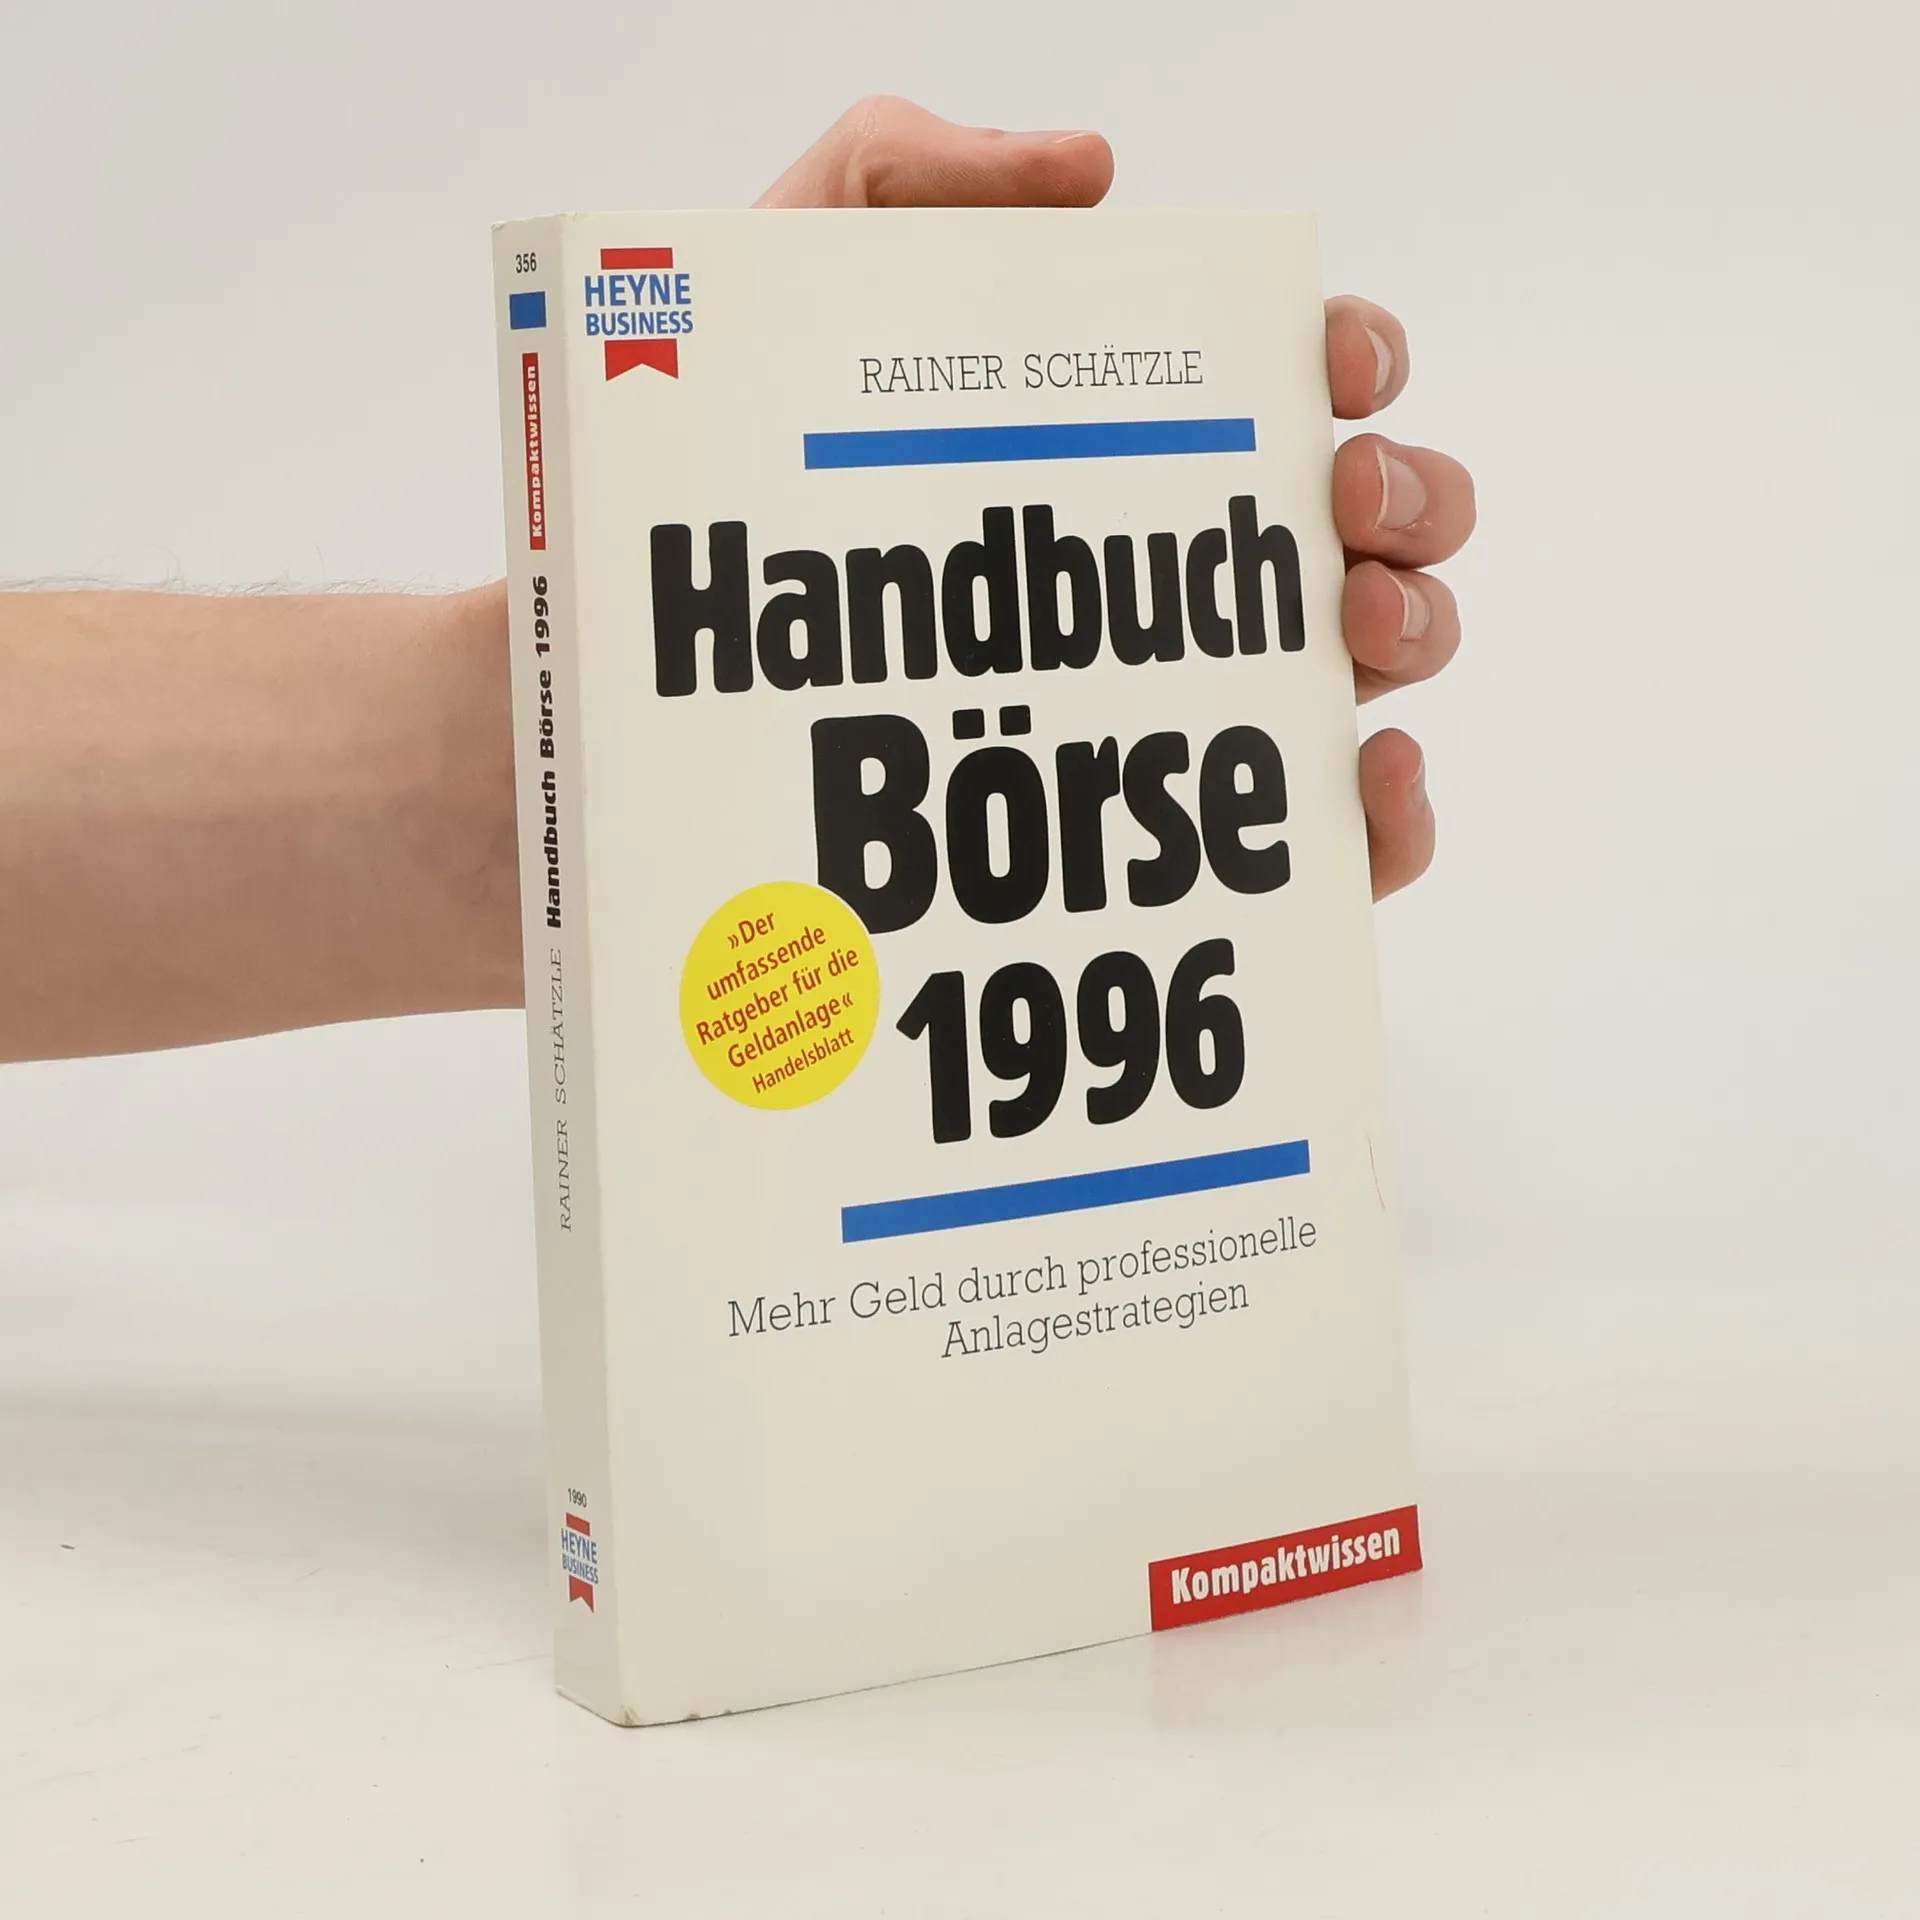 356
Kompaktwissen
RAINER SCHÄTZLE Handbuch Börse 1996
1990
HEYNE
BUSINESS
HEYNE
BUSINESS
RAINER SCHÄTZLE
Handbuch
Börse
1996
»Der
umfassende
Ratgeber für die
Geldanlage«
Handelsblatt
Mehr Geld durch professionelle
Anlagestrategien
Kompaktwissen